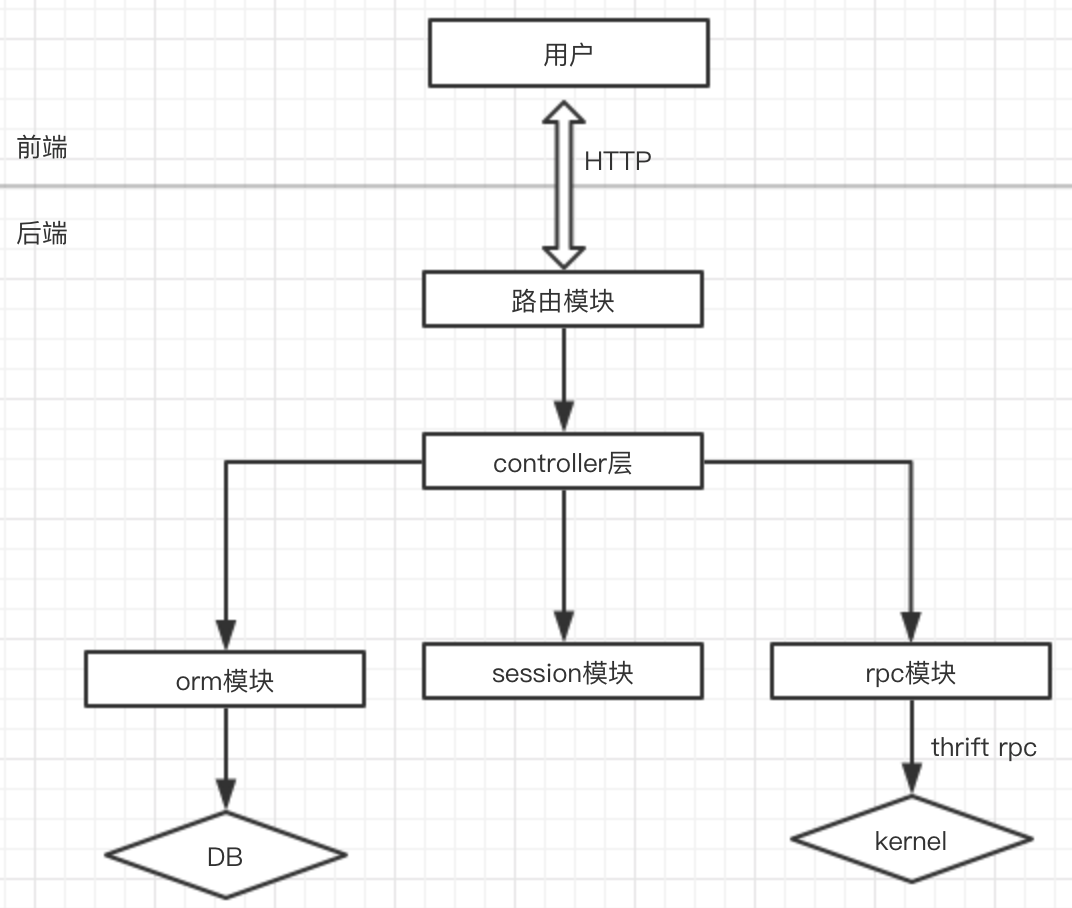 用户
前端
HTTP
后端
路由模块
controller层
orm模块
session模块
rpc模块
thrift rpc
DB
kernel